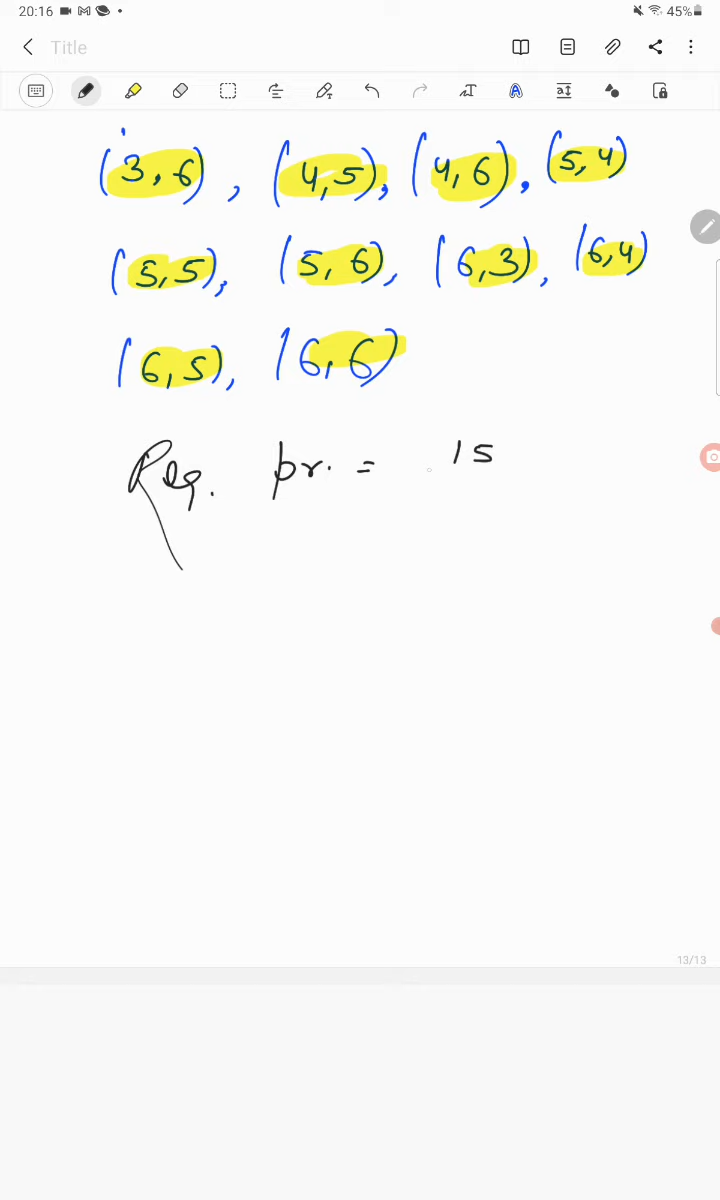 20:16 45%
Title
(3,6), (4,5), (4,6), (5,4)
(5,5), (5,6), (6,3), (6,4)
(6,5), (6,6)
Req. pr. = 15
13/13